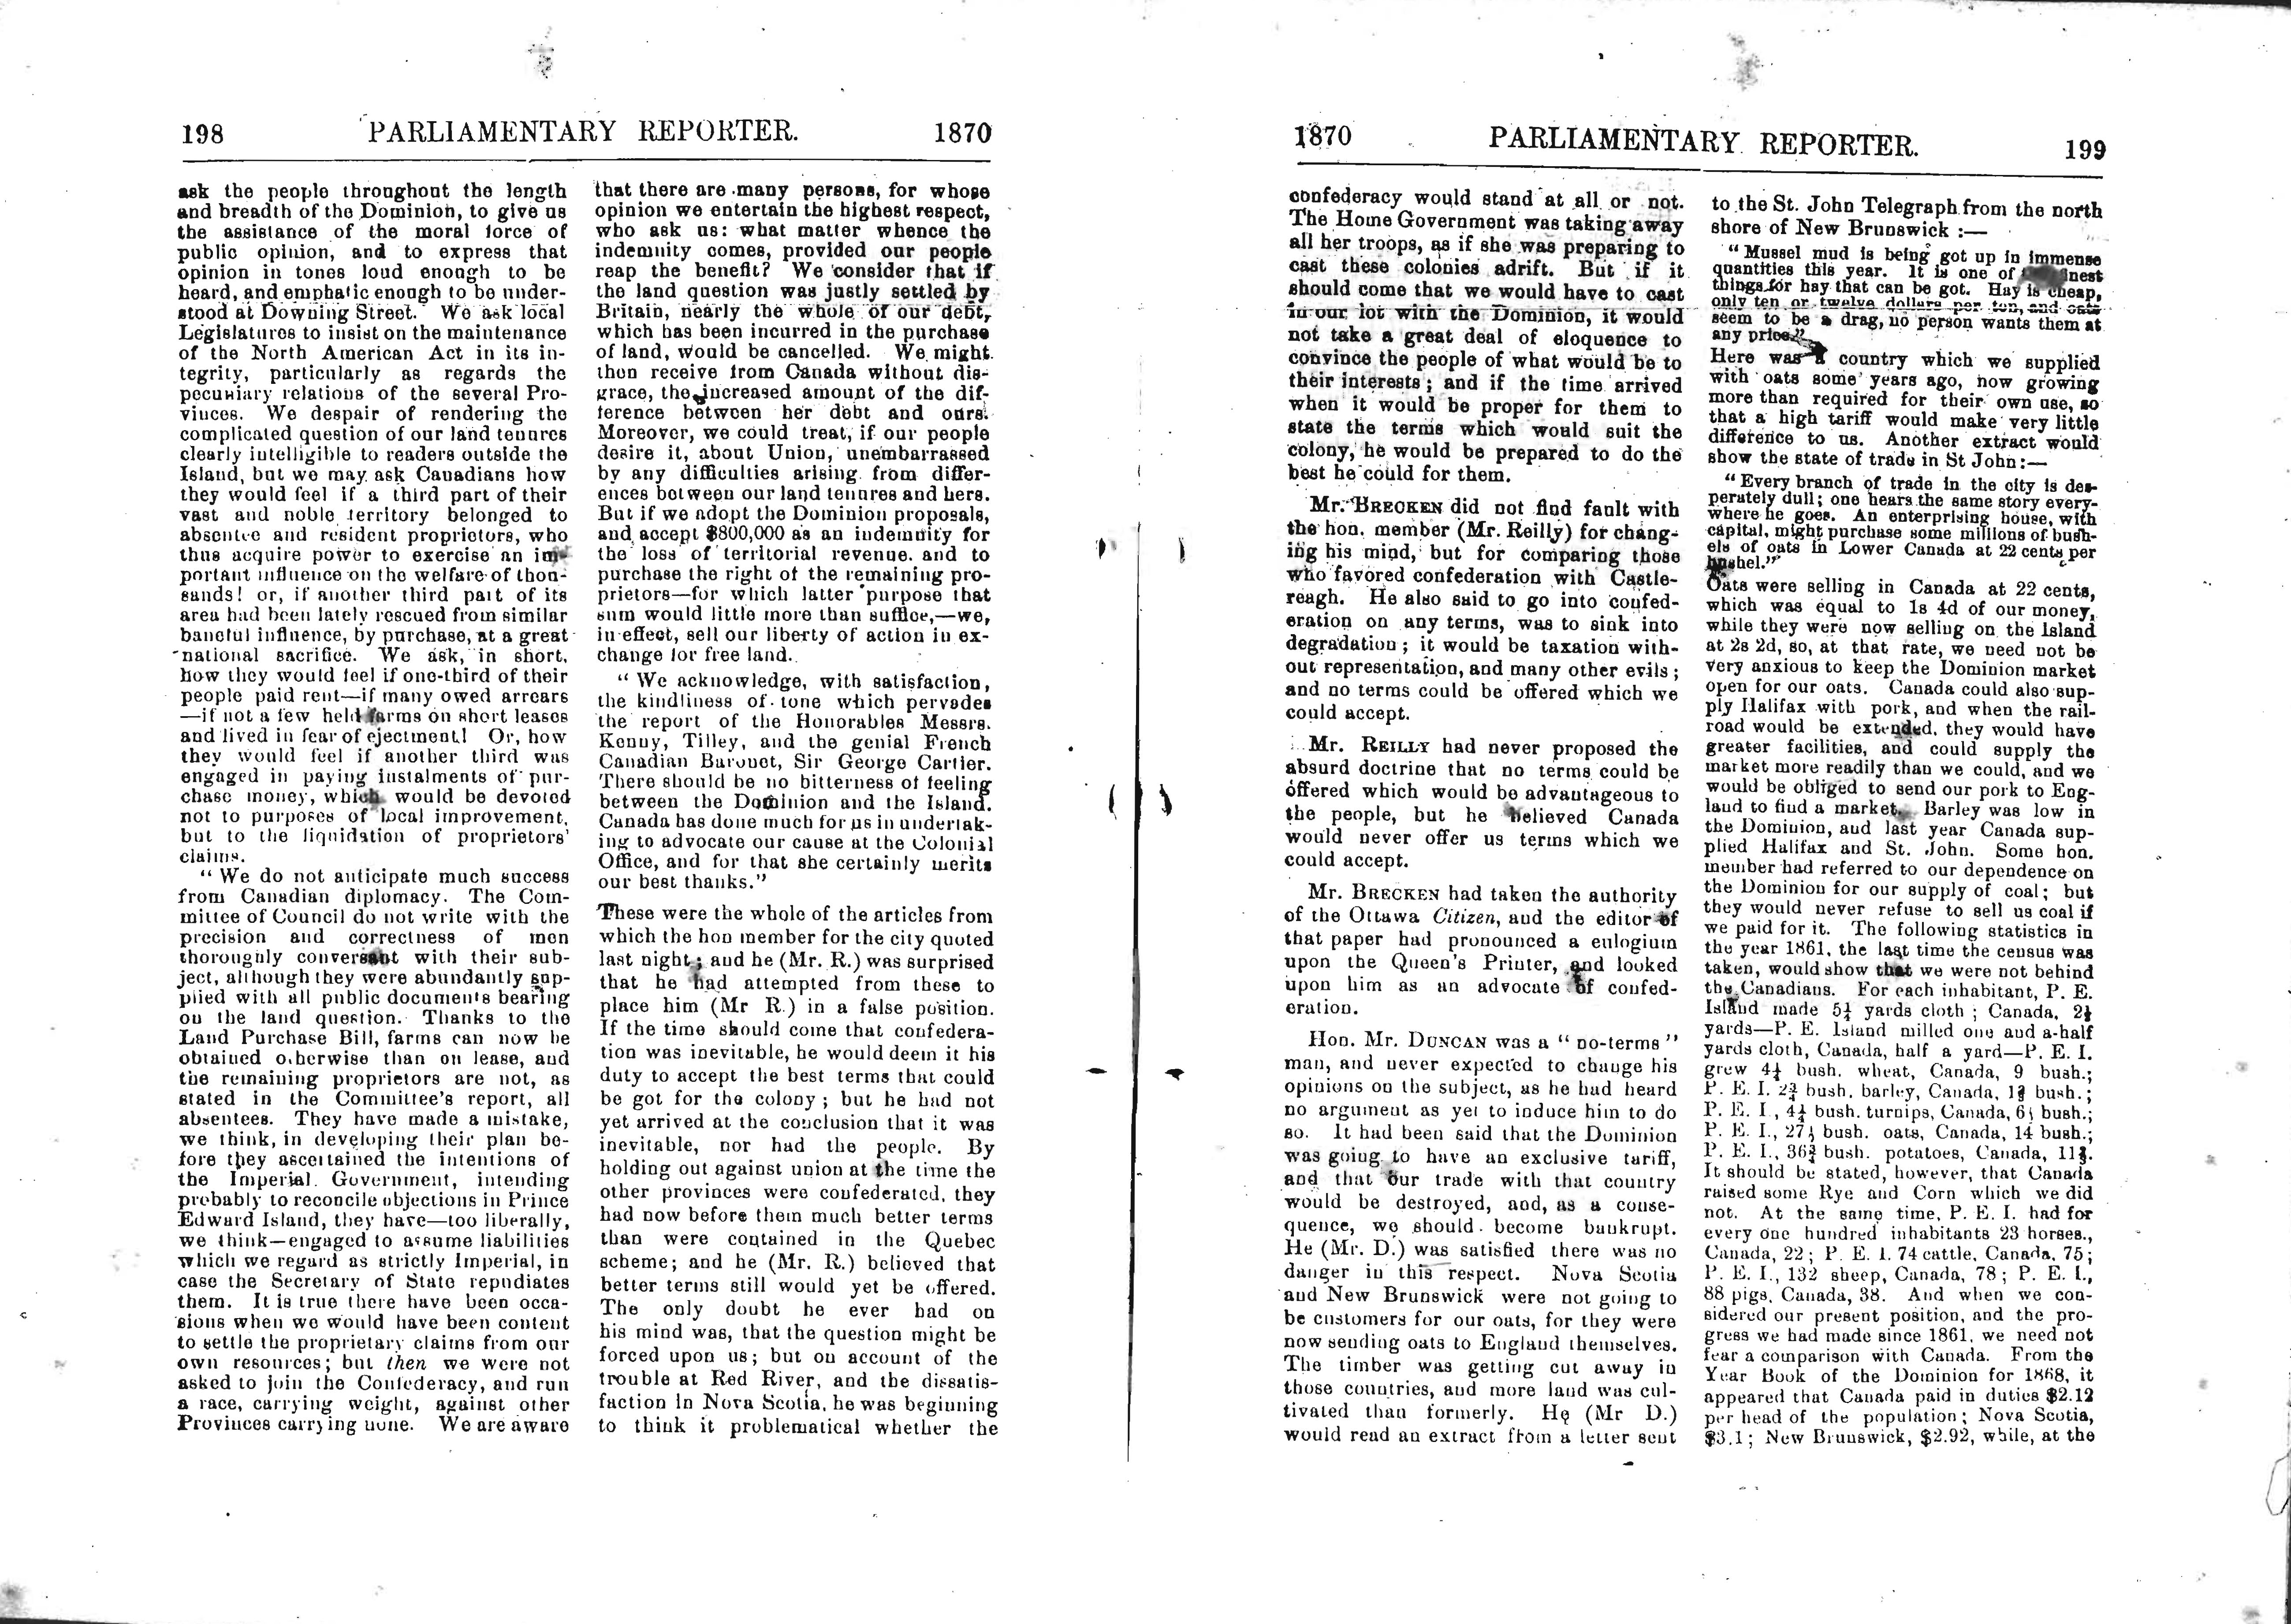 198 PARLIAMENTARY REPORTER. 1870
ask the people throughout the length
and breadth of the Dominion, to give us
the assistance of the moral force of
public opinion, and to express that
opinion in tones loud enough to be
heard, and emphatic enough to be under-
stood at Downing Street. We ask local
Legislatures to insist on the maintenance
of the North American Act in its in-
tegrity, particularly as regards the
pecuniary relations of the several Pro-
vinces. We despair of rendering the
complicated question of our land tenures
clearly intelligible to readers outside the
Island, but we may ask Canadians how
they would feel if a third part of their
vast and noble territory belonged to
absentee and resident proprietors, who
thus acquire power to exercise an im-
portant influence on the welfare of thou-
sands! or, if another third part of its
area had been lately rescued from similar
baneful influence, by purchase, at a great
national sacrifice. We ask, in short,
how they would feel if one-third of their
people paid rent—if many owed arrears
—if not a few held farms on short leases
and lived in fear of ejectment! Or, how
they would feel if another third was
engaged in paying instalments of pur-
chase money, which would be devoted
not to purposes of local improvement,
but to the liquidation of proprietors'
claims.
“ We do not anticipate much success
from Canadian diplomacy. The Com-
mittee of Council do not write with the
precision and correctness of men
thoroughly conversant with their sub-
ject, although they were abundantly sup-
plied with all public documents bearing
on the land question. Thanks to the
Land Purchase Bill, farms can now be
obtained otherwise than on lease, and
the remaining proprietors are not, as
stated in the Committee's report, all
absentees. They have made a mistake,
we think, in developing their plan be-
fore they ascertained the intentions of
the Imperial Government, intending
probably to reconcile objections in Prince
Edward Island, they have—too liberally,
we think—engaged to assume liabilities
which we regard as strictly Imperial, in
case the Secretary of State repudiates
them. It is true there have been occa-
sions when we would have been content
to settle the proprietary claims from our
own resources; but then we were not
asked to join the Confederacy, and run
a race, carrying weight, against other
Provinces carrying none. We are aware
that there are many persons, for whose
opinion we entertain the highest respect,
who ask us: what matter whence the
indemnity comes, provided our people
reap the benefit? We consider that if
the land question was justly settled by
Britain, nearly the whole of our debt,
which has been incurred in the purchase
of land, would be cancelled. We might
then receive from Canada without dis-
grace, the increased amount of the dif-
ference between her debt and ours.
Moreover, we could treat, if our people
desire it, about Union, unembarrassed
by any difficulties arising from differ-
ences between our land tenures and hers.
But if we adopt the Dominion proposals,
and accept $800,000 as an indemnity for
the loss of territorial revenue. and to
purchase the right of the remaining pro-
prietors—for which latter purpose that
sum would little more than suffice,—we,
in effect, sell our liberty of action in ex-
change for free land.
“ We acknowledge, with satisfaction,
the kindliness of tone which pervades
the report of the Honorables Messrs.
Kenny, Tilley, and the genial French
Canadian Baronet, Sir George Cartier.
There should be no bitterness of feeling
between the Dominion and the Island.
Canada has done much for us in undertak-
ing to advocate our cause at the Colonial
Office, and for that she certainly merits
our best thanks.”
These were the whole of the articles from
which the hon member for the city quoted
last night; and he (Mr. R.) was surprised
that he had attempted from these to
place him (Mr R.) in a false position.
If the time should come that confedera-
tion was inevitable, he would deem it his
duty to accept the best terms that could
be got for the colony; but he had not
yet arrived at the conclusion that it was
inevitable, nor had the people. By
holding out against union at the time the
other provinces were confederated, they
had now before them much better terms
than were contained in the Quebec
scheme; and he (Mr. R.) believed that
better terms still would yet be offered.
The only doubt he ever had on
his mind was, that the question might be
forced upon us; but on account of the
trouble at Red River, and the dissatis-
faction in Nova Scotia, he was beginning
to think it problematical whether the
1870 PARLIAMENTARY REPORTER. 199
confederacy would stand at all or not.
The Home Government was taking away
all her troops, as if she was preparing to
cast these colonies adrift. But if it
should come that we would have to cast
in our lot with the Dominion, it would
not take a great deal of eloquence to
convince the people of what would be to
their interests; and if the time arrived
when it would be proper for them to
state the terms which would suit the
colony, he would be prepared to do the
best he could for them.
Mr. BRECKEN did not find fault with
the hon. member (Mr. Reilly) for chang-
ing his mind, but for comparing those
who favored confederation with Castle-
reagh. He also said to go into confed-
eration on any terms, was to sink into
degradation; it would be taxation with-
out representation, and many other evils;
and no terms could be offered which we
could accept.
Mr. REILLY had never proposed the
absurd doctrine that no terms could be
offered which would be advantageous to
the people, but he believed Canada
would never offer us terms which we
could accept.
Mr. BRECKEN had taken the authority
of the Ottawa Citizen, and the editor of
that paper had pronounced a eulogium
upon the Queen's Printer, and looked
upon him as an advocate of confed-
eration.
Hon. Mr. DUNCAN was a “ no-terms ”
man, and never expected to change his
opinions on the subject, as he had heard
no argument as yet to induce him to do
so. It had been said that the Dominion
was going to have an exclusive tariff,
and that our trade with that country
would be destroyed, and, as a conse-
quence, we should become bankrupt.
He (Mr. D.) was satisfied there was no
danger in this respect. Nova Scotia
and New Brunswick were not going to
be customers for our oats, for they were
now sending oats to England themselves.
The timber was getting cut away in
those countries, and more land was cul-
tivated than formerly. He (Mr D.)
would read an extract from a letter sent
to the St. John Telegraph from the north
shore of New Brunswick :—
“ Mussel mud is being got up in immense
quantities this year. It is one of finest
things for hay that can be got. Hay is cheap,
only ten or twelve dollars per ton, and oats
seem to be a drag, no person wants them at
any price.”
Here was a country which we supplied
with oats some years ago, now growing
more than required for their own use, so
that a high tariff would make very little
difference to us. Another extract would
show the state of trade in St John:—
“ Every branch of trade in the city is des-
perately dull; one hears the same story every-
where he goes. An enterprising house, with
capital, might purchase some millions of bush-
els of oats in Lower Canada at 22 cents per
bushel.”
Oats were selling in Canada at 22 cents,
which was equal to 1s 4d of our money,
while they were now selling on the Island
at 2s 2d, so, at that rate, we need not be
very anxious to keep the Dominion market
open for our oats. Canada could also sup-
ply Halifax with pork, and when the rail-
road would be extended, they would have
greater facilities, and could supply the
market more readily than we could, and we
would be obliged to send our pork to Eng-
land to find a market. Barley was low in
the Dominion, and last year Canada sup-
plied Halifax and St. John. Some hon.
member had referred to our dependence on
the Dominion for our supply of coal; but
they would never refuse to sell us coal if
we paid for it. The following statistics in
the year 1861, the last time the census was
taken, would show that we were not behind
the Canadians. For each inhabitant, P. E.
Island made 5¼ yards cloth; Canada, 2½
yards—P. E. Island milled one and a-half
yards cloth, Canada, half a yard—P. E. I.
grew 4¼ bush. wheat, Canada, 9 bush.;
P. E. I. 2¾ bush. barley, Canada, bush.;
P. E. I., 4¼ bush. turnips, Canada, bush.;
P. E. I., bush. oats, Canada, 14 bush.;
P. E. I., 36¾ bush. potatoes, Canada,
It should be stated, however, that Canada
raised some Rye and Corn which we did
not. At the same time, P. E. I. had for
every one hundred inhabitants 23 horses.,
Canada, 22; P. E. I. 74 cattle, Canada, 75;
P. E. I., 132 sheep, Canada, 78; P. E. I.,
88 pigs, Canada, 38. And when we con-
sidered our present position, and the pro-
gress we had made since 1861, we need not
fear a comparison with Canada. From the
Year Book of the Dominion for 1868, it
appeared that Canada paid in duties $2.12
per head of the population; Nova Scotia,
$3.1; New Brunswick, $2.92, while, at the